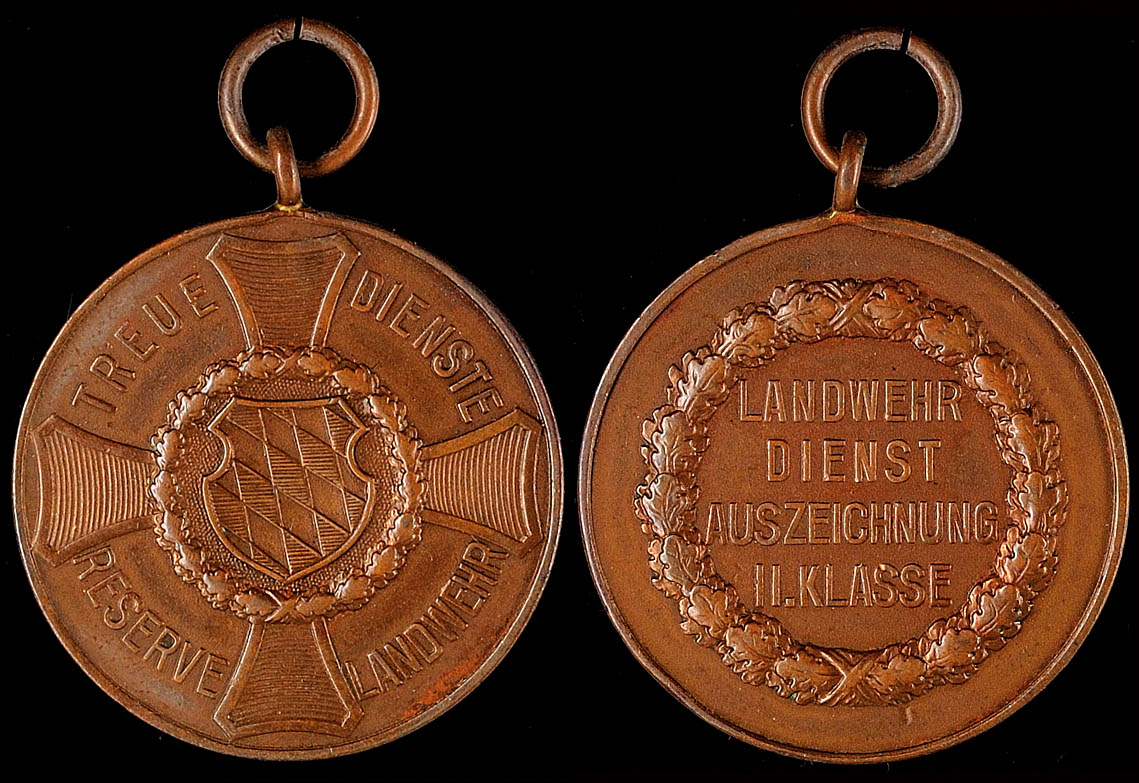 TREUE
DIENSTE
RESERVE
LANDWEHR
LANDWEHR
DIENST
AUSZEICHNUNG
II.KLASSE